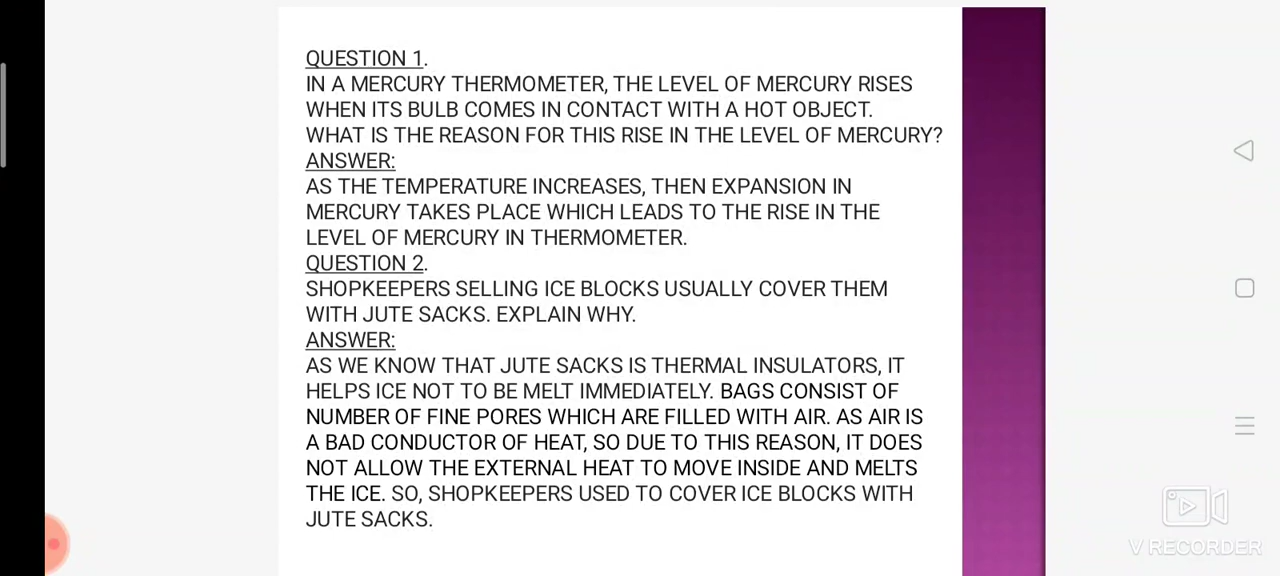 QUESTION 1.
IN A MERCURY THERMOMETER, THE LEVEL OF MERCURY RISES
WHEN ITS BULB COMES IN CONTACT WITH A HOT OBJECT.
WHAT IS THE REASON FOR THIS RISE IN THE LEVEL OF MERCURY?
ANSWER:
AS THE TEMPERATURE INCREASES, THEN EXPANSION IN
MERCURY TAKES PLACE WHICH LEADS TO THE RISE IN THE
LEVEL OF MERCURY IN THERMOMETER.
QUESTION 2.
SHOPKEEPERS SELLING ICE BLOCKS USUALLY COVER THEM
WITH JUTE SACKS. EXPLAIN WHY.
ANSWER:
AS WE KNOW THAT JUTE SACKS IS THERMAL INSULATORS, IT
HELPS ICE NOT TO BE MELT IMMEDIATELY. BAGS CONSIST OF
NUMBER OF FINE PORES WHICH ARE FILLED WITH AIR. AS AIR IS
A BAD CONDUCTOR OF HEAT, SO DUE TO THIS REASON, IT DOES
NOT ALLOW THE EXTERNAL HEAT TO MOVE INSIDE AND MELTS
THE ICE. SO, SHOPKEEPERS USED TO COVER ICE BLOCKS WITH
JUTE SACKS.
V RECORDER